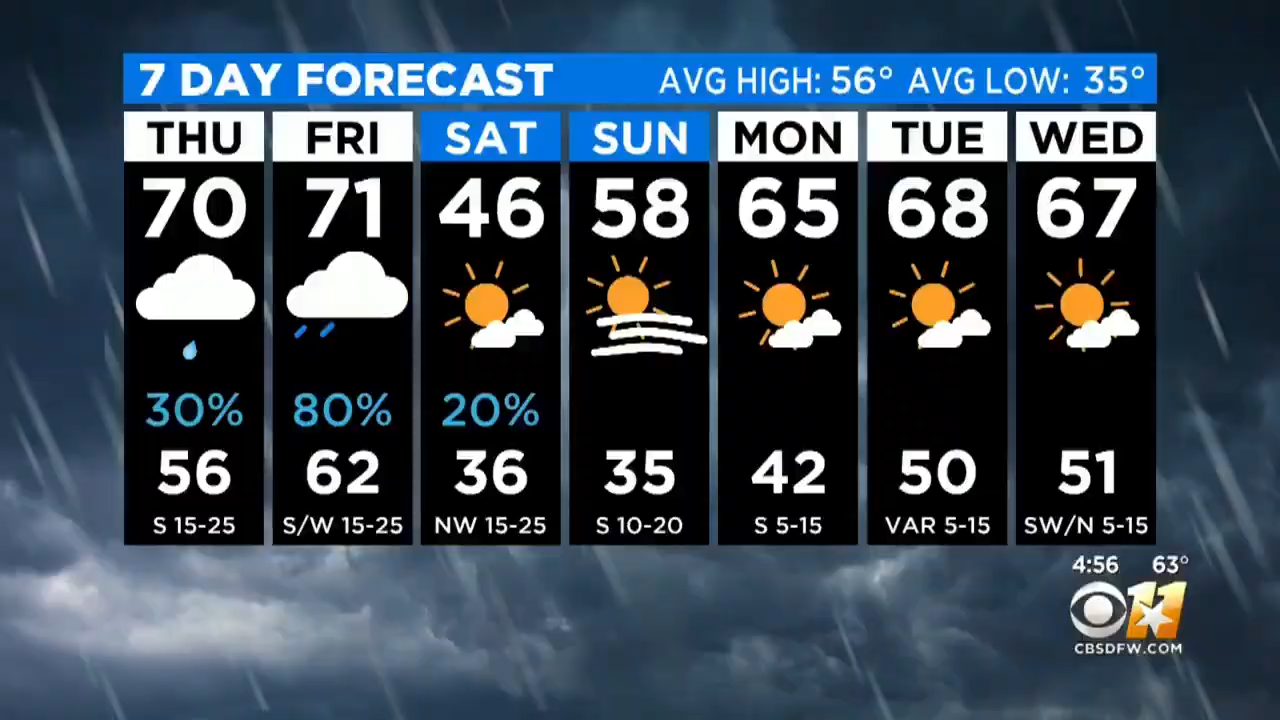 7 DAY FORECAST AVG HIGH: 56° AVG LOW: 35°
THU FRI SAT SUN MON TUE WED
70 71 46 58 65 68 67
30% 80% 20%
56 62 36 35 42 50 51
S 15-25 S/W 15-25 NW 15-25 S 10-20 S 5-15 VAR 5-15 SW/N 5-15
4:56 63°
11
CBSDFW.COM